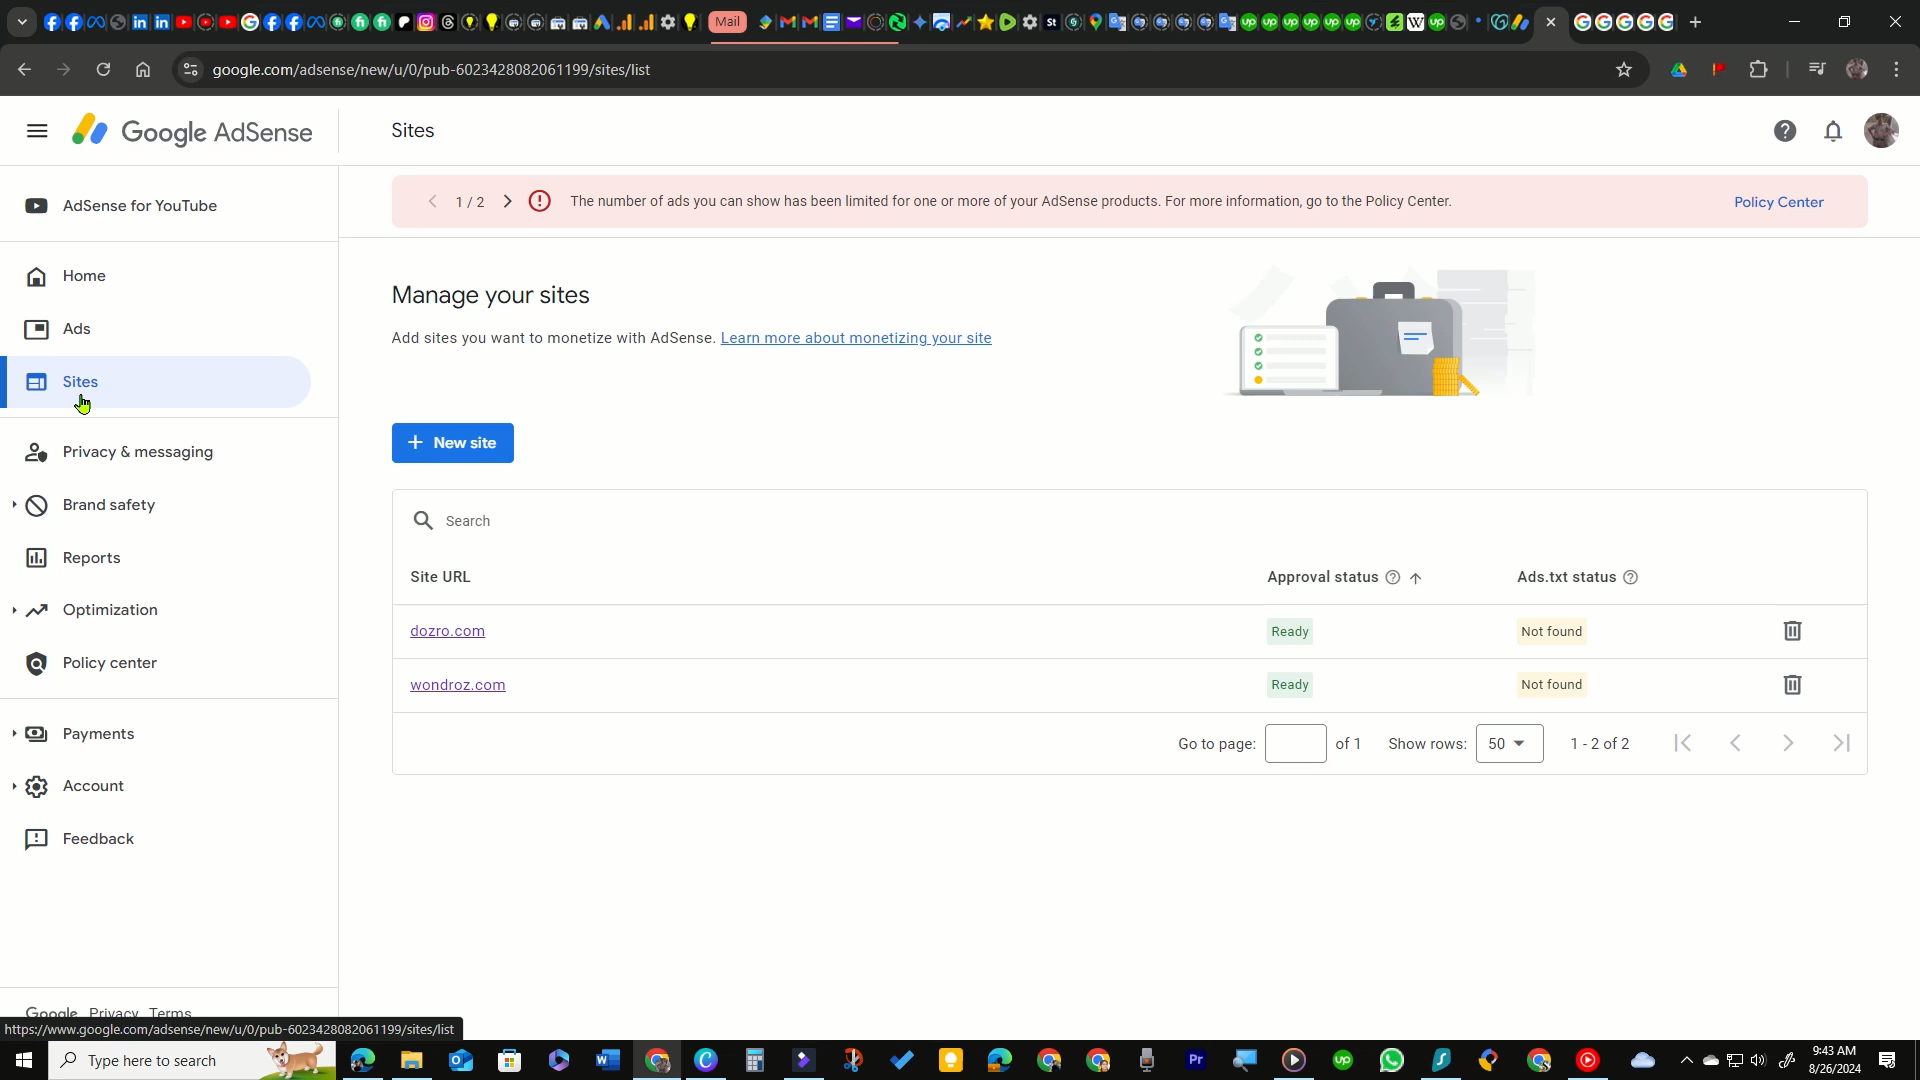 Mail
google.com/adsense/new/u/0/pub-6023428082061199/sites/list
Google AdSense
Sites
AdSense for YouTube
1 / 2
The number of ads you can show has been limited for one or more of your AdSense products. For more information, go to the Policy Center.
Policy Center
Home
Ads
Sites
Privacy & messaging
Brand safety
Reports
Optimization
Policy center
Payments
Account
Feedback
Manage your sites
Add sites you want to monetize with AdSense. Learn more about monetizing your site
+ New site
Search
Site URL
Approval status
Ads.txt status
dozro.com
Ready
Not found
wondroz.com
Ready
Not found
Go to page:
of 1
Show rows:
50
1 - 2 of 2
Google Privacy Terms
https://www.google.com/adsense/new/u/0/pub-6023428082061199/sites/list
Type here to search
9:43 AM
8/26/2024